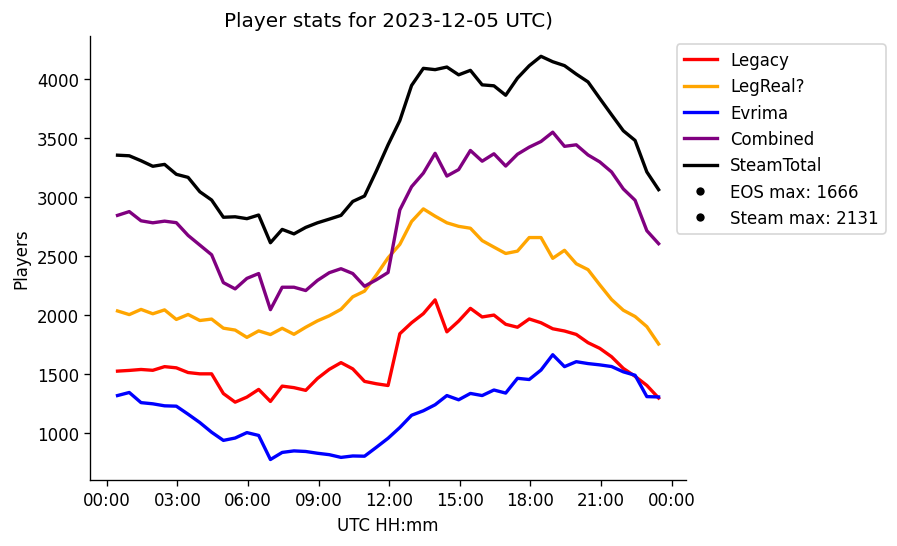 Player stats for 2023-12-05 UTC)
Legacy
LegReal?
Evrima
Combined
SteamTotal
EOS max: 1666
Steam max: 2131
Players
4000
3500
3000
2500
2000
1500
1000
00:00 03:00 06:00 09:00 12:00 15:00 18:00 21:00 00:00
UTC HH:mm